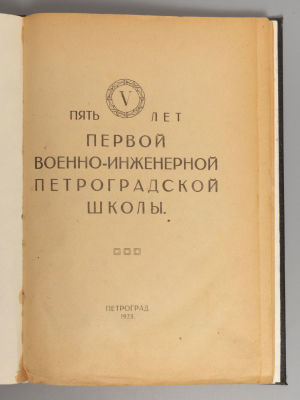 V
ПЯТЬ ЛЕТ
ПЕРВОЙ
ВОЕННО-ИНЖЕНЕРНОЙ
ПЕТРОГРАДСКОЙ
ШКОЛЫ.
ПЕТРОГРАД
1923.